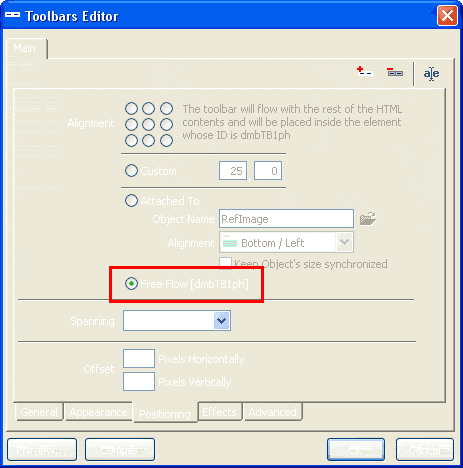 Toolbars Editor
Main
a|e
Alignment
The toolbar will flow with the rest of the HTML
contents and will be placed inside the element
whose ID is dmbTB1ph
Custom 25 0
Attached To
Object Name RefImage
Alignment Bottom / Left
Keep Object's size synchronized
Free Flow [dmbTB1ph]
Spanning
Offset
Pixels Horizontally
Pixels Vertically
General Appearance Positioning Effects Advanced
Preview... Compile OK Cancel